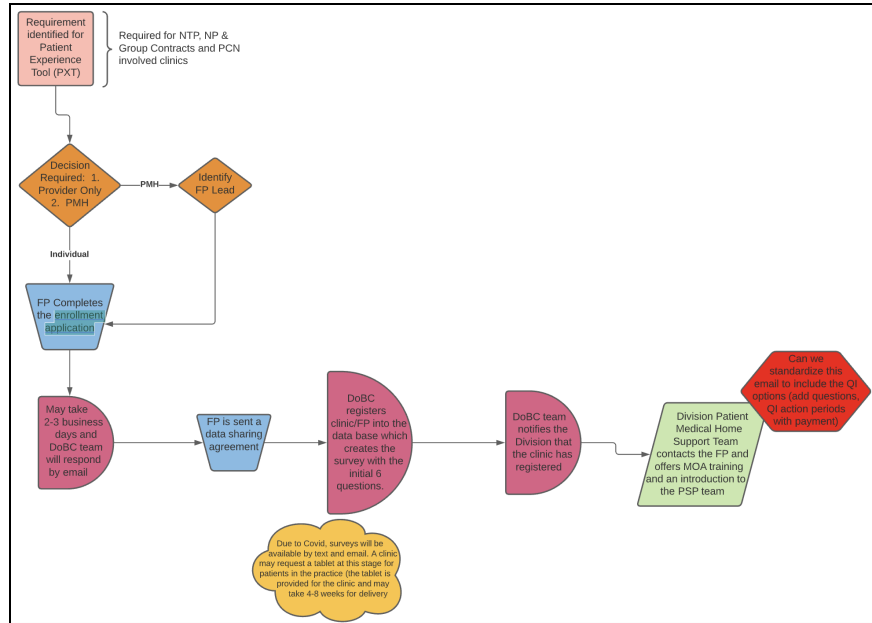 Requirement
identified for
Patient
Experience
Tool (PXT)
Required for NTP, NP &
Group Contracts and PCN
involved clinics
Decision
Required:  1.
Provider Only
2.  PMH
PMH
Identify
FP Lead
Individual
FP Completes
the enrollment
application
May take
2-3 business
days and
DoBC team
will respond
by email
FP is sent a
data sharing
agreement
DoBC
registers
clinic/FP into the
data base which
creates the
survey with the
initial 6
questions.
DoBC team
notifies the
Division that
the clinic has
registered
Division Patient
Medical Home
Support Team
contacts the FP and
offers MOA training
and an introduction to
the PSP team
Can we
standardize this
email to include the QI
options (add questions,
QI action periods
with payment)
Due to Covid, surveys will be
available by text and email. A clinic
may request a tablet at this stage for
patients in the practice (the tablet is
provided for the clinic and may
take 4-8 weeks for delivery